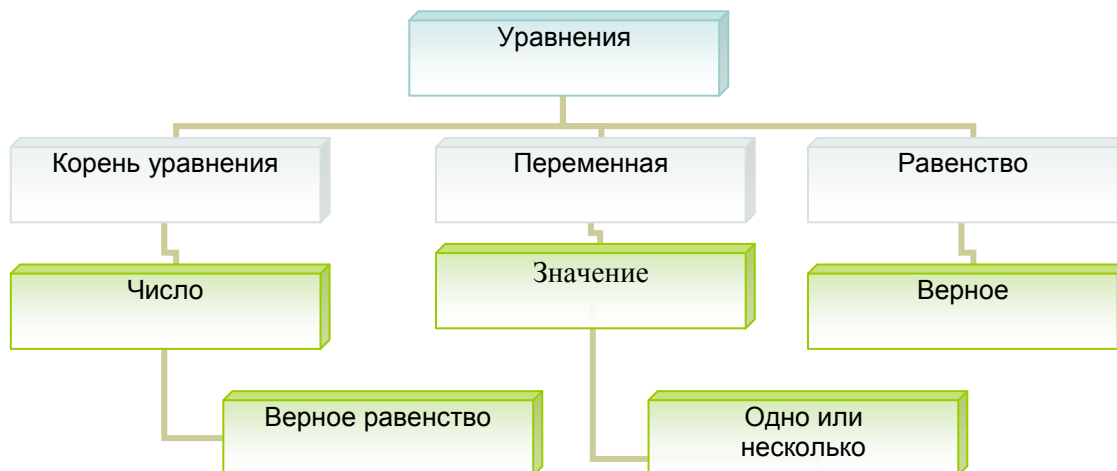 Уравнения
Корень уравнения
Переменная
Равенство
Число
Значение
Верное
Верное равенство
Одно или
несколько